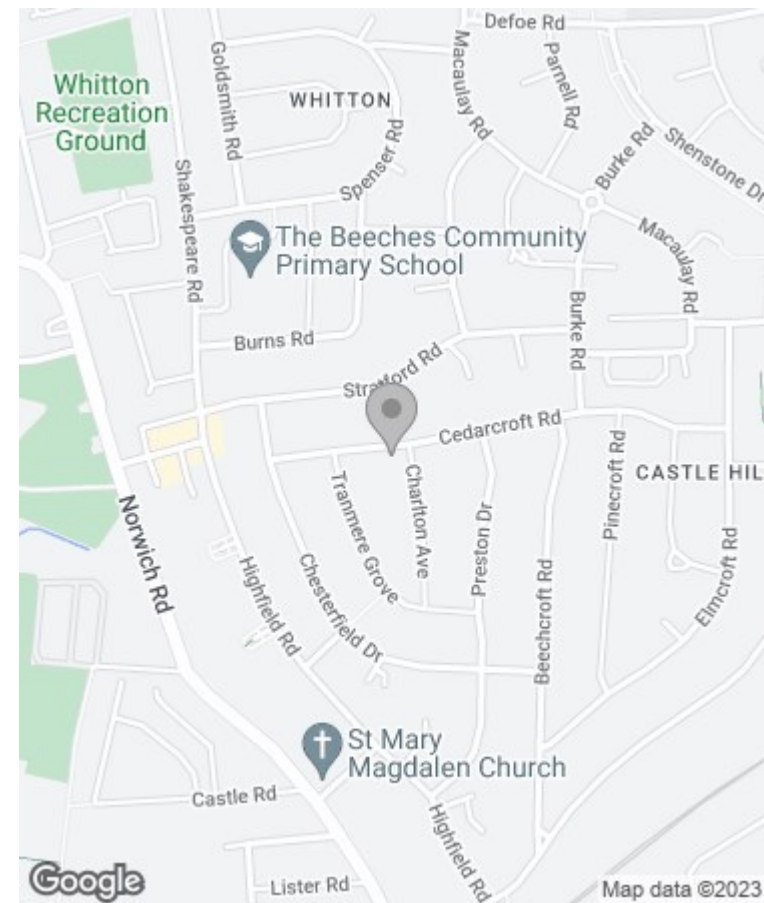 Defoe Rd
Goldsmith Rd
Macaulay Rd
Parnell Rd
Whitton
Recreation
Ground
WHITTON
Burke Rd
Shenstone Dr
Spenser Rd
Shakespeare Rd
The Beeches Community
Primary School
Macaulay Rd
Burns Rd
Burke Rd
Stratford Rd
Cedarcroft Rd
Pinecroft Rd
CASTLE HIL
Tranmere Grove
Charlton Ave
Preston Dr
Norwich Rd
Highfield Rd
Chesterfield Dr
Beechcroft Rd
Elmcroft Rd
St Mary
Magdalen Church
Castle Rd
Highfield Rd
Lister Rd
Google
Map data ©2023